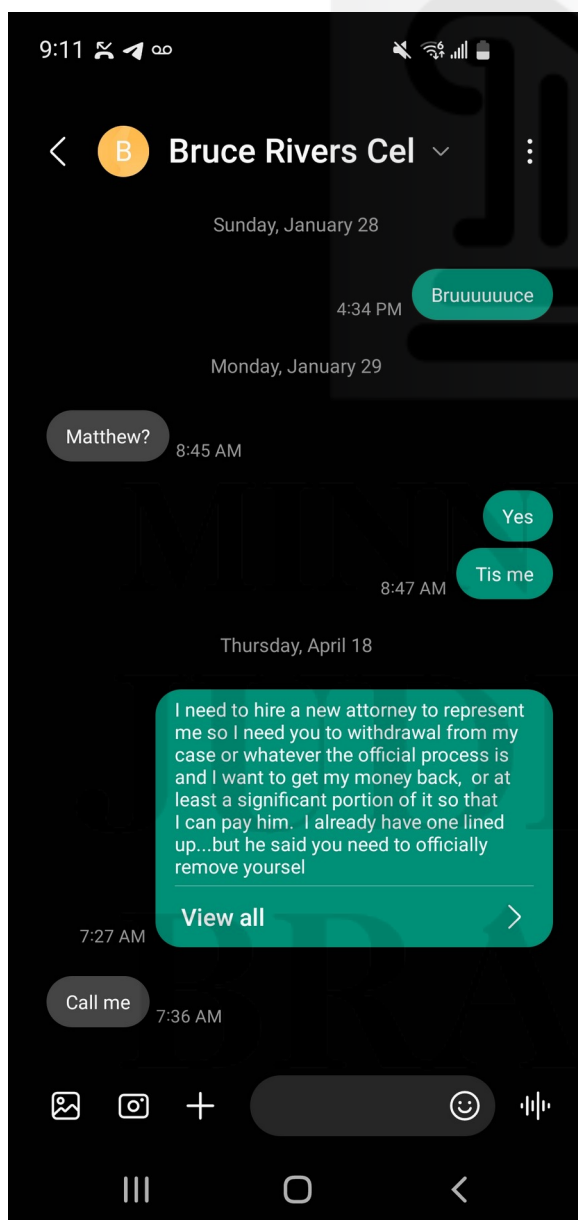 9:11
B Bruce Rivers Cel
Sunday, January 28
Bruuuuuuce
4:34 PM
Monday, January 29
Matthew?
8:45 AM
Yes
Tis me
8:47 AM
Thursday, April 18
I need to hire a new attorney to represent
me so I need you to withdrawal from my
case or whatever the official process is
and I want to get my money back, or at
least a significant portion of it so that
I can pay him. I already have one lined
up...but he said you need to officially
remove yoursel
View all
7:27 AM
Call me
7:36 AM